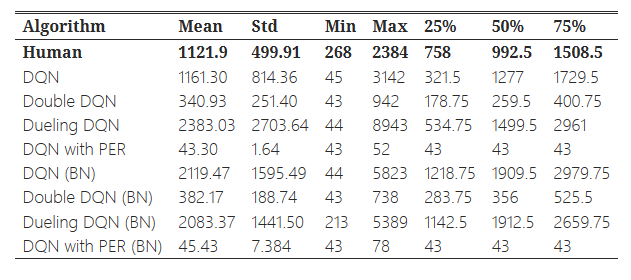 Algorithm Mean Std Min Max 25% 50% 75%
Human 1121.9 499.91 268 2384 758 992.5 1508.5
DQN 1161.30 814.36 45 3142 321.5 1277 1729.5
Double DQN 340.93 251.40 43 942 178.75 259.5 400.75
Dueling DQN 2383.03 2703.64 44 8943 534.75 1499.5 2961
DQN with PER 43.30 1.64 43 52 43 43 43
DQN (BN) 2119.47 1595.49 44 5823 1218.75 1909.5 2979.75
Double DQN (BN) 382.17 188.74 43 738 283.75 356 525.5
Dueling DQN (BN) 2083.37 1441.50 213 5389 1142.5 1912.5 2659.75
DQN with PER (BN) 45.43 7.384 43 78 43 43 43